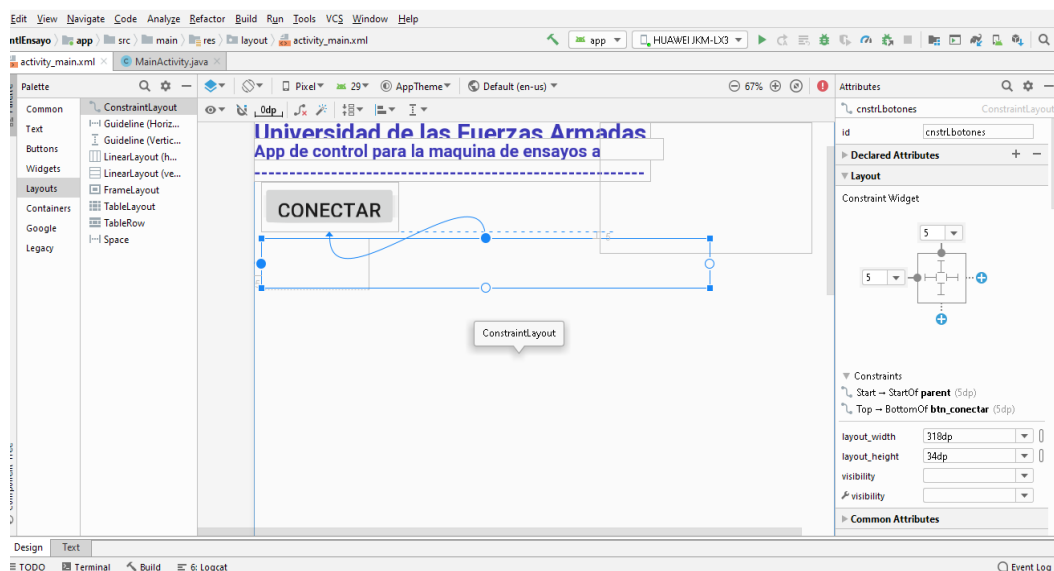 Edit View Navigate Code Analyze Refactor Build Run Tools VCS Window Help
ntlEnsayo app src main res layout activity_main.xml app HUAWEI JKM-LX3
activity_main.xml MainActivity.java
Palette Pixel 29 AppTheme Default (en-us) 67% Attributes
Common
Text
Buttons
Widgets
Layouts
Containers
Google
Legacy
ConstraintLayout
Guideline (Horiz...
Guideline (Vertic...
LinearLayout (h...
LinearLayout (ve...
FrameLayout
TableLayout
TableRow
Space
0dp
Universidad de las Fuerzas Armadas
App de control para la maquina de ensayos a
---------------------------------------------------------
CONECTAR
ConstraintLayout
cnstrLbotones ConstraintLayout
id cnstrLbotones
Declared Attributes
Layout
Constraint Widget
5
5
Constraints
Start → StartOf parent (5dp)
Top → BottomOf btn_conectar (5dp)
layout_width 318dp
layout_height 34dp
visibility
visibility
Common Attributes
Design Text
TODO Terminal Build 6: Logcat Event Log